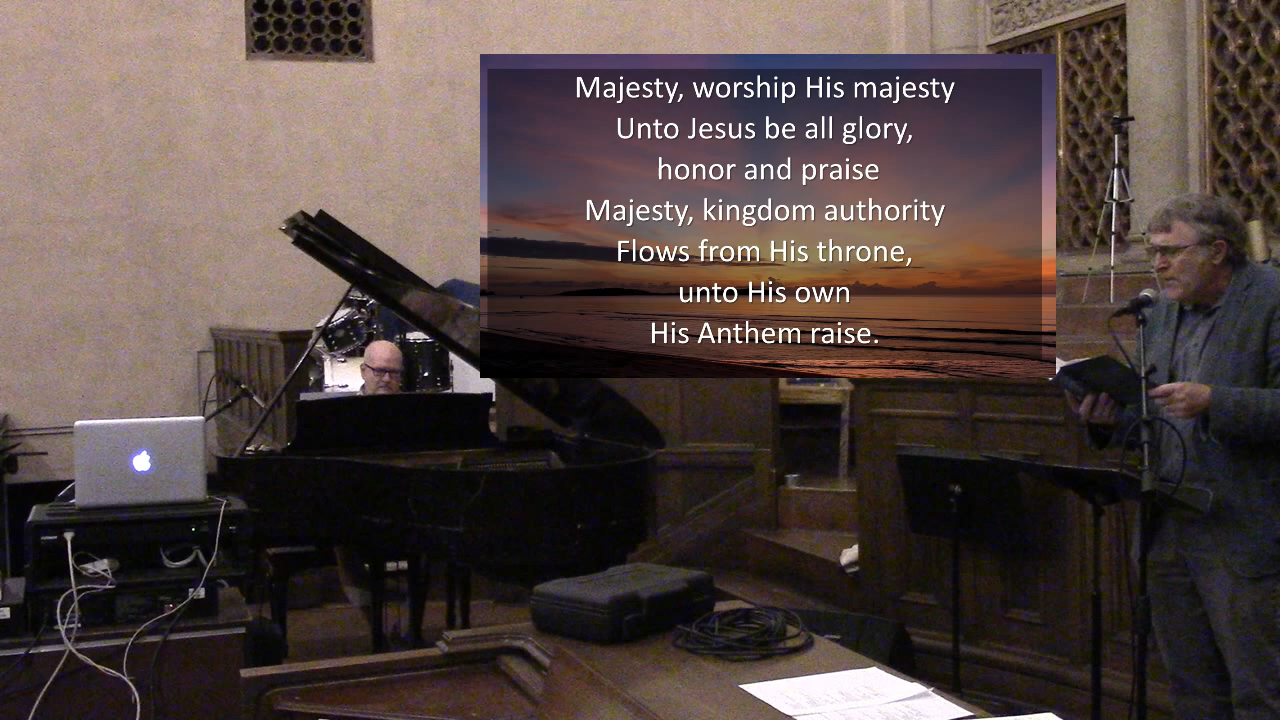 Majesty, worship His majesty
Unto Jesus be all glory,
honor and praise
Majesty, kingdom authority
Flows from His throne,
unto His own
His Anthem raise.